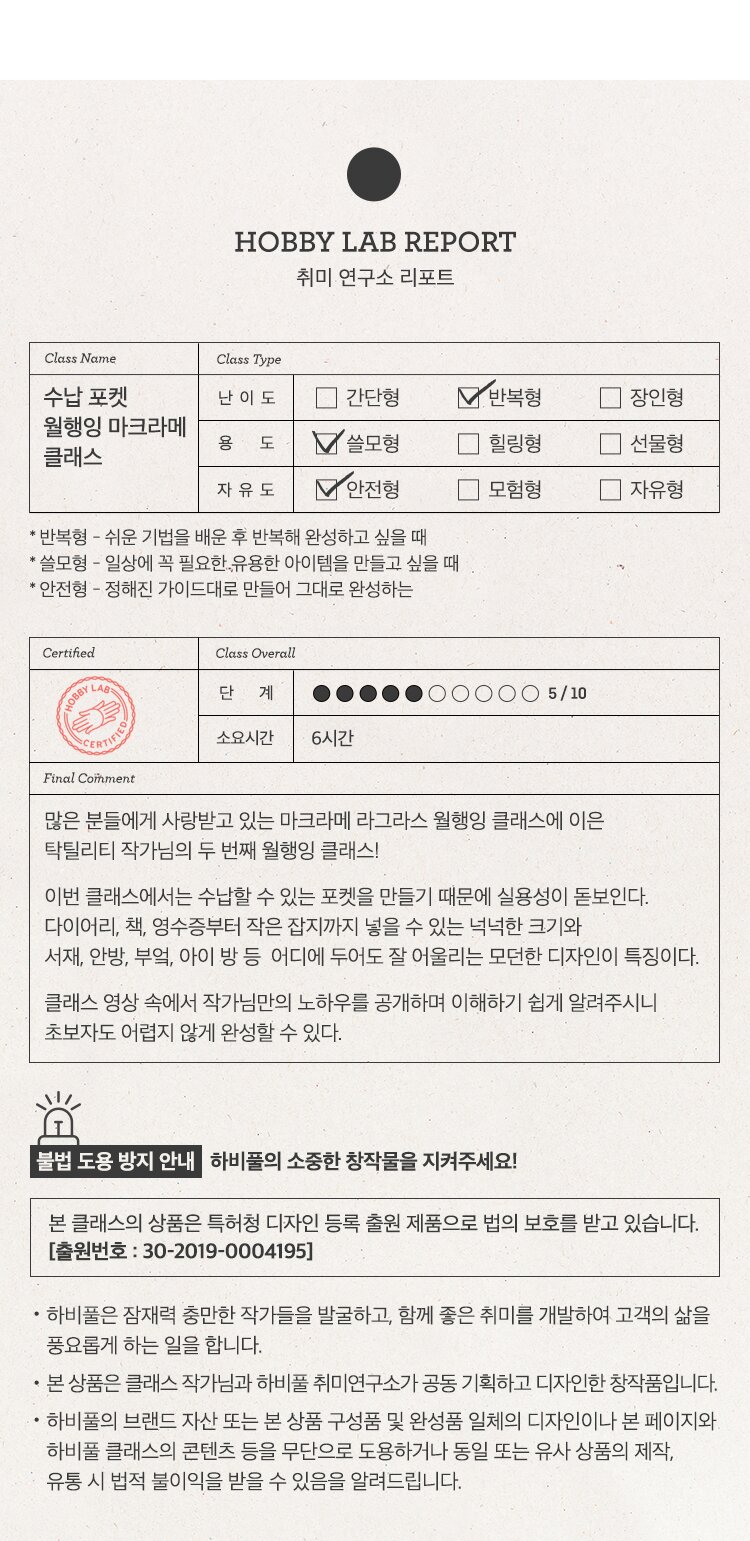 HOBBY LAB REPORT
취미 연구소 리포트
Class Name
Class Type
수납 포켓
월행잉 마크라메
클래스
난 이 도
간단형
반복형
장인형
용 도
쓸모형
힐링형
선물형
자 유 도
안전형
모험형
자유형
* 반복형 - 쉬운 기법을 배운 후 반복해 완성하고 싶을 때
* 쓸모형 - 일상에 꼭 필요한 유용한 아이템을 만들고 싶을 때
* 안전형 - 정해진 가이드대로 만들어 그대로 완성하는
Certified
Class Overall
HOBBY LAB
CERTIFIED
단 계
5 / 10
소요시간
6시간
Final Comment
많은 분들에게 사랑받고 있는 마크라메 라그라스 월행잉 클래스에 이은
탁틸리티 작가님의 두 번째 월행잉 클래스!
이번 클래스에서는 수납할 수 있는 포켓을 만들기 때문에 실용성이 돋보인다.
다이어리, 책, 영수증부터 작은 잡지까지 넣을 수 있는 넉넉한 크기와
서재, 안방, 부엌, 아이 방 등 어디에 두어도 잘 어울리는 모던한 디자인이 특징이다.
클래스 영상 속에서 작가님만의 노하우를 공개하며 이해하기 쉽게 알려주시니
초보자도 어렵지 않게 완성할 수 있다.
불법 도용 방지 안내 하비풀의 소중한 창작물을 지켜주세요!
본 클래스의 상품은 특허청 디자인 등록 출원 제품으로 법의 보호를 받고 있습니다.
[출원번호 : 30-2019-0004195]
• 하비풀은 잠재력 충만한 작가들을 발굴하고, 함께 좋은 취미를 개발하여 고객의 삶을
풍요롭게 하는 일을 합니다.
• 본 상품은 클래스 작가님과 하비풀 취미연구소가 공동 기획하고 디자인한 창작품입니다.
• 하비풀의 브랜드 자산 또는 본 상품 구성품 및 완성품 일체의 디자인이나 본 페이지와
하비풀 클래스의 콘텐츠 등을 무단으로 도용하거나 동일 또는 유사 상품의 제작,
유통 시 법적 불이익을 받을 수 있음을 알려드립니다.